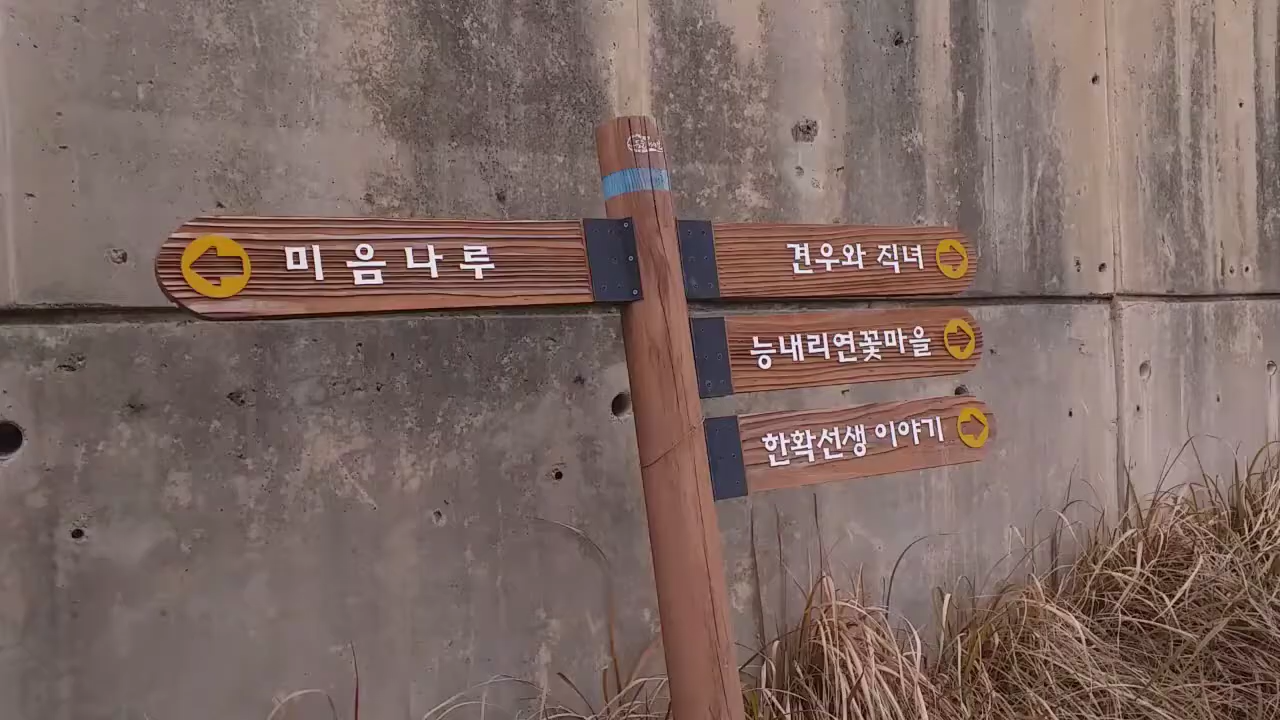 미음나루
견우와 직녀
능내리연꽃마을
한확선생 이야기